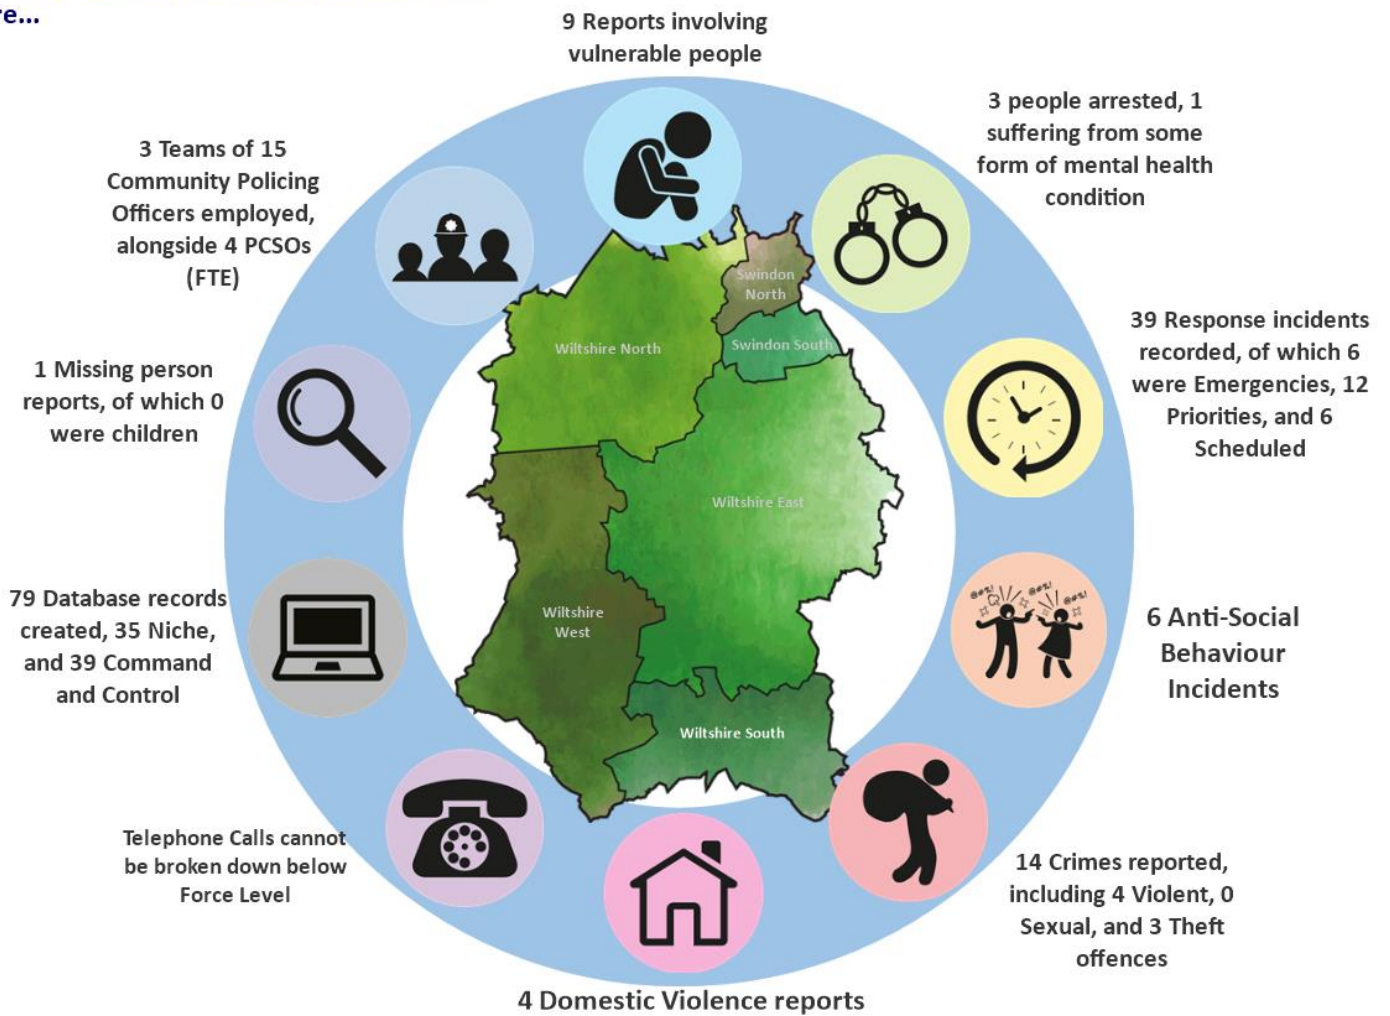 re...
9 Reports involving
vulnerable people
3 people arrested, 1
suffering from some
form of mental health
condition
3 Teams of 15
Community Policing
Officers employed,
alongside 4 PCSOs
(FTE)
39 Response incidents
recorded, of which 6
were Emergencies, 12
Priorities, and 6
Scheduled
1 Missing person
reports, of which 0
were children
Swindon
North
Swindon South
Wiltshire North
Wiltshire East
Wiltshire
West
Wiltshire South
@#%!
@#%!
@#%!
6 Anti-Social
Behaviour
Incidents
79 Database records
created, 35 Niche,
and 39 Command
and Control
Telephone Calls cannot
be broken down below
Force Level
14 Crimes reported,
including 4 Violent, 0
Sexual, and 3 Theft
offences
4 Domestic Violence reports